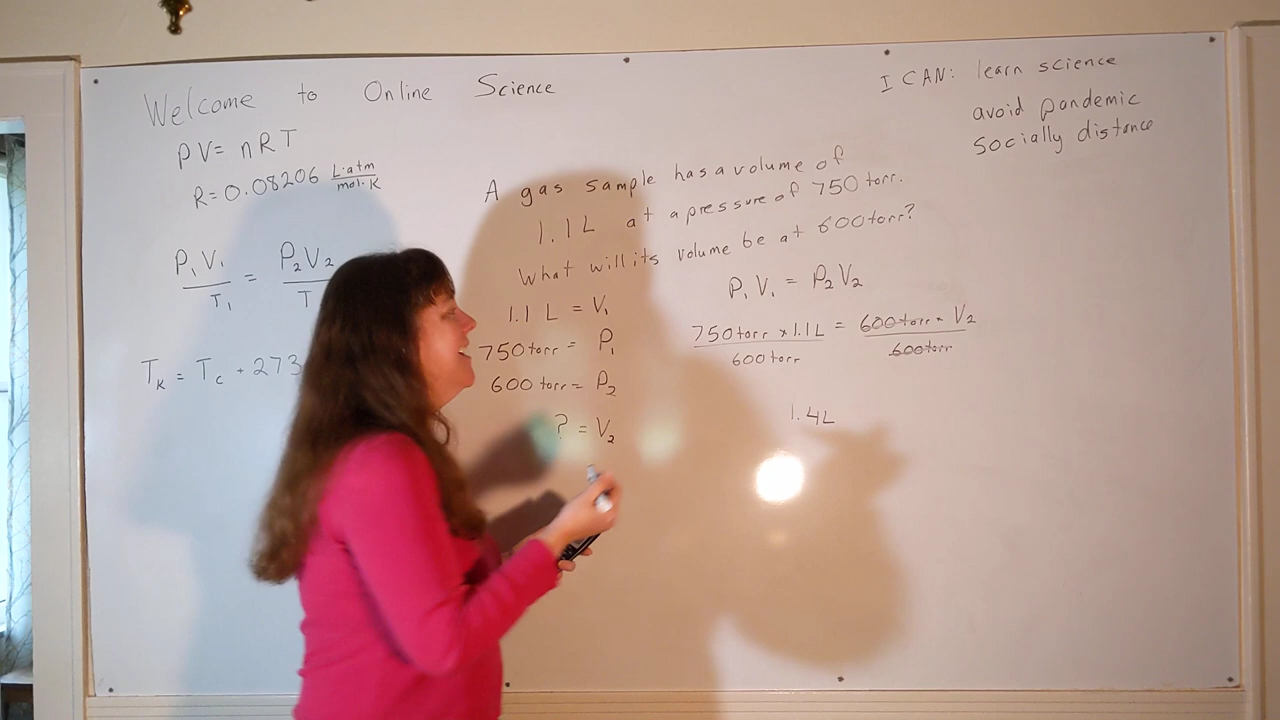 Welcome to Online Science
I CAN: learn science
avoid pandemic
socially distance
PV = nRT
R = 0.08206 L·atm / mol·K
P₁V₁ / T₁ = P₂V₂ / T
T_K = T_C + 273
A gas sample has a volume of
1.1 L at a pressure of 750 torr.
What will its volume be at 600 torr?
1.1 L = V₁
750 torr = P₁
600 torr = P₂
? = V₂
P₁V₁ = P₂V₂
750 torr x 1.1 L / 600 torr = 600 torr x V₂ / 600 torr
1.4 L